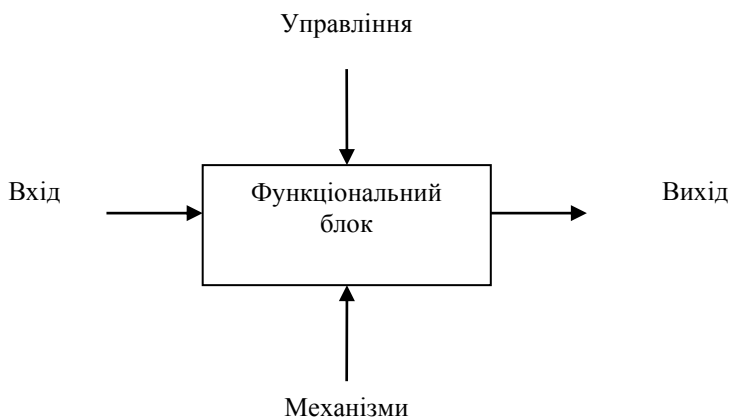 Управління
Вхід
Функціональний
блок
Вихід
Механізми